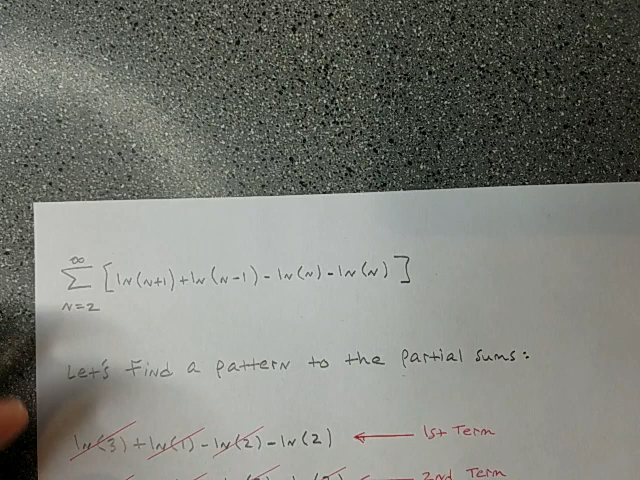 ∞
∑ [ln(n+1)+ln(n-1)-ln(n)-ln(n)]
n=2
Let's Find a pattern to the partial sums:
ln(3)+ln(1)-ln(2)-ln(2) ← 1st Term
2nd Term